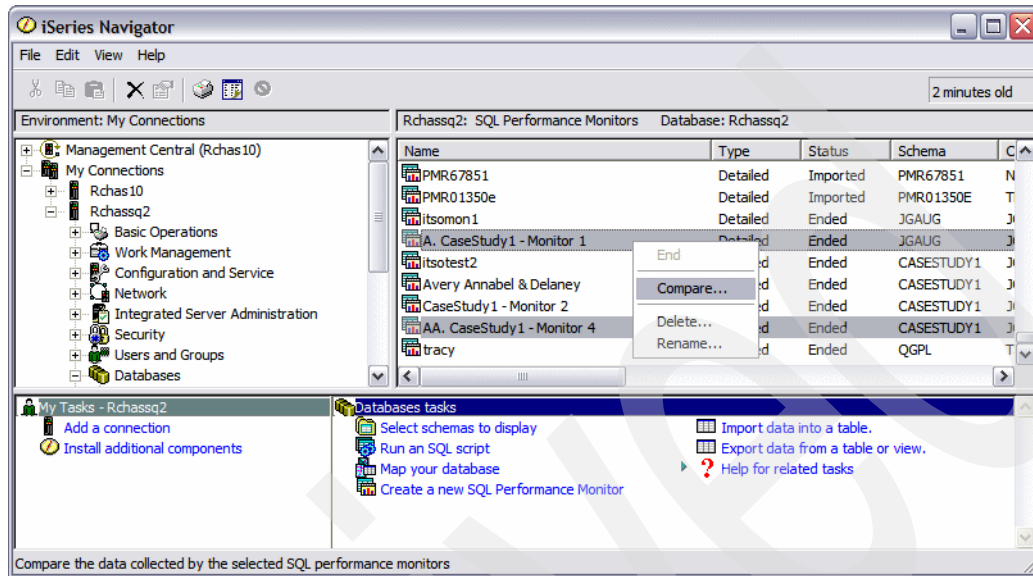 iSeries Navigator
File Edit View Help
2 minutes old
Environment: My Connections
Rchassq2: SQL Performance Monitors Database: Rchassq2
Management Central (Rchas10)
My Connections
Rchas10
Rchassq2
Basic Operations
Work Management
Configuration and Service
Network
Integrated Server Administration
Security
Users and Groups
Databases
Name Type Status Schema C
PMR67851 Detailed Imported PMR67851 N
PMR01350e Detailed Imported PMR01350E T
itsomon1 Detailed Ended JGAUG J
A. CaseStudy1 - Monitor 1 Detailed Ended JGAUG J
itsotest2 ed Ended CASESTUDY1 J
Avery Annabel & Delaney ed Ended CASESTUDY1 J
CaseStudy1 - Monitor 2 ed Ended CASESTUDY1 J
AA. CaseStudy1 - Monitor 4 ed Ended CASESTUDY1 J
tracy ed Ended QGPL T
End
Compare...
Delete...
Rename...
My Tasks - Rchassq2
Add a connection
Install additional components
Databases tasks
Select schemas to display
Run an SQL script
Map your database
Create a new SQL Performance Monitor
Import data into a table.
Export data from a table or view.
Help for related tasks
Compare the data collected by the selected SQL performance monitors